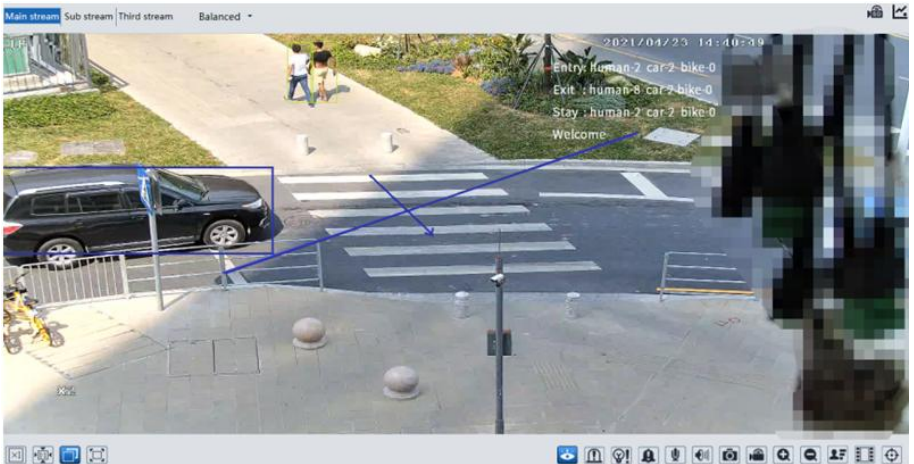 Main stream Sub stream Third stream Balanced
2021/04/23 14:40:49
Entry: human-2 car-2 bike-0
Exit : human-8 car-2 bike-0
Stay : human-2 car-2 bike-0
Welcome